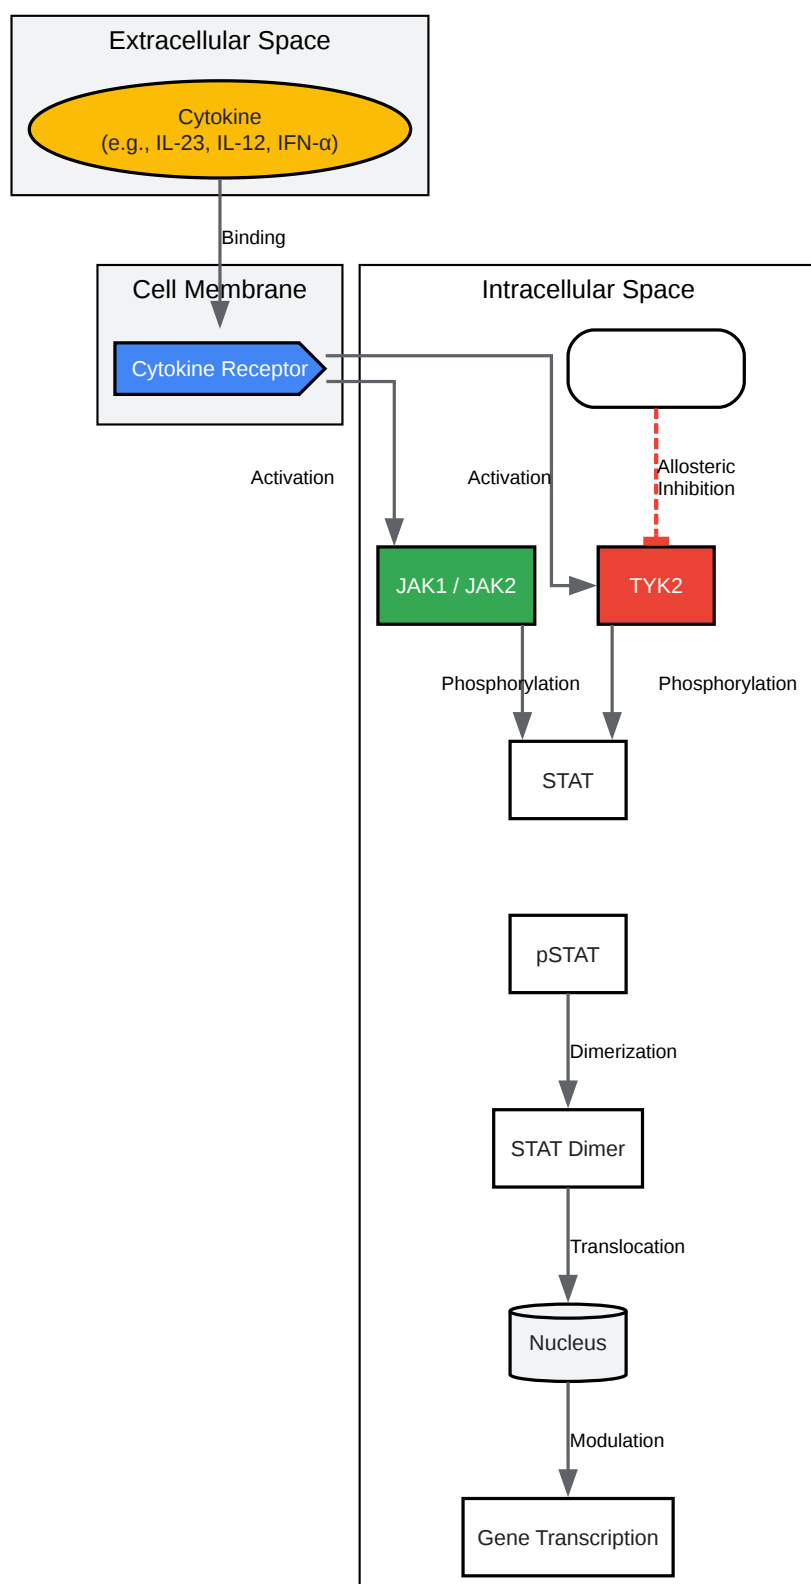 Extracellular Space
Cytokine
(e.g., IL-23, IL-12, IFN-α)
Binding
Cell Membrane
Intracellular Space
Cytokine Receptor
Activation
Activation
Allosteric
Inhibition
JAK1 / JAK2
TYK2
Phosphorylation
Phosphorylation
STAT
pSTAT
Dimerization
STAT Dimer
Translocation
Nucleus
Modulation
Gene Transcription